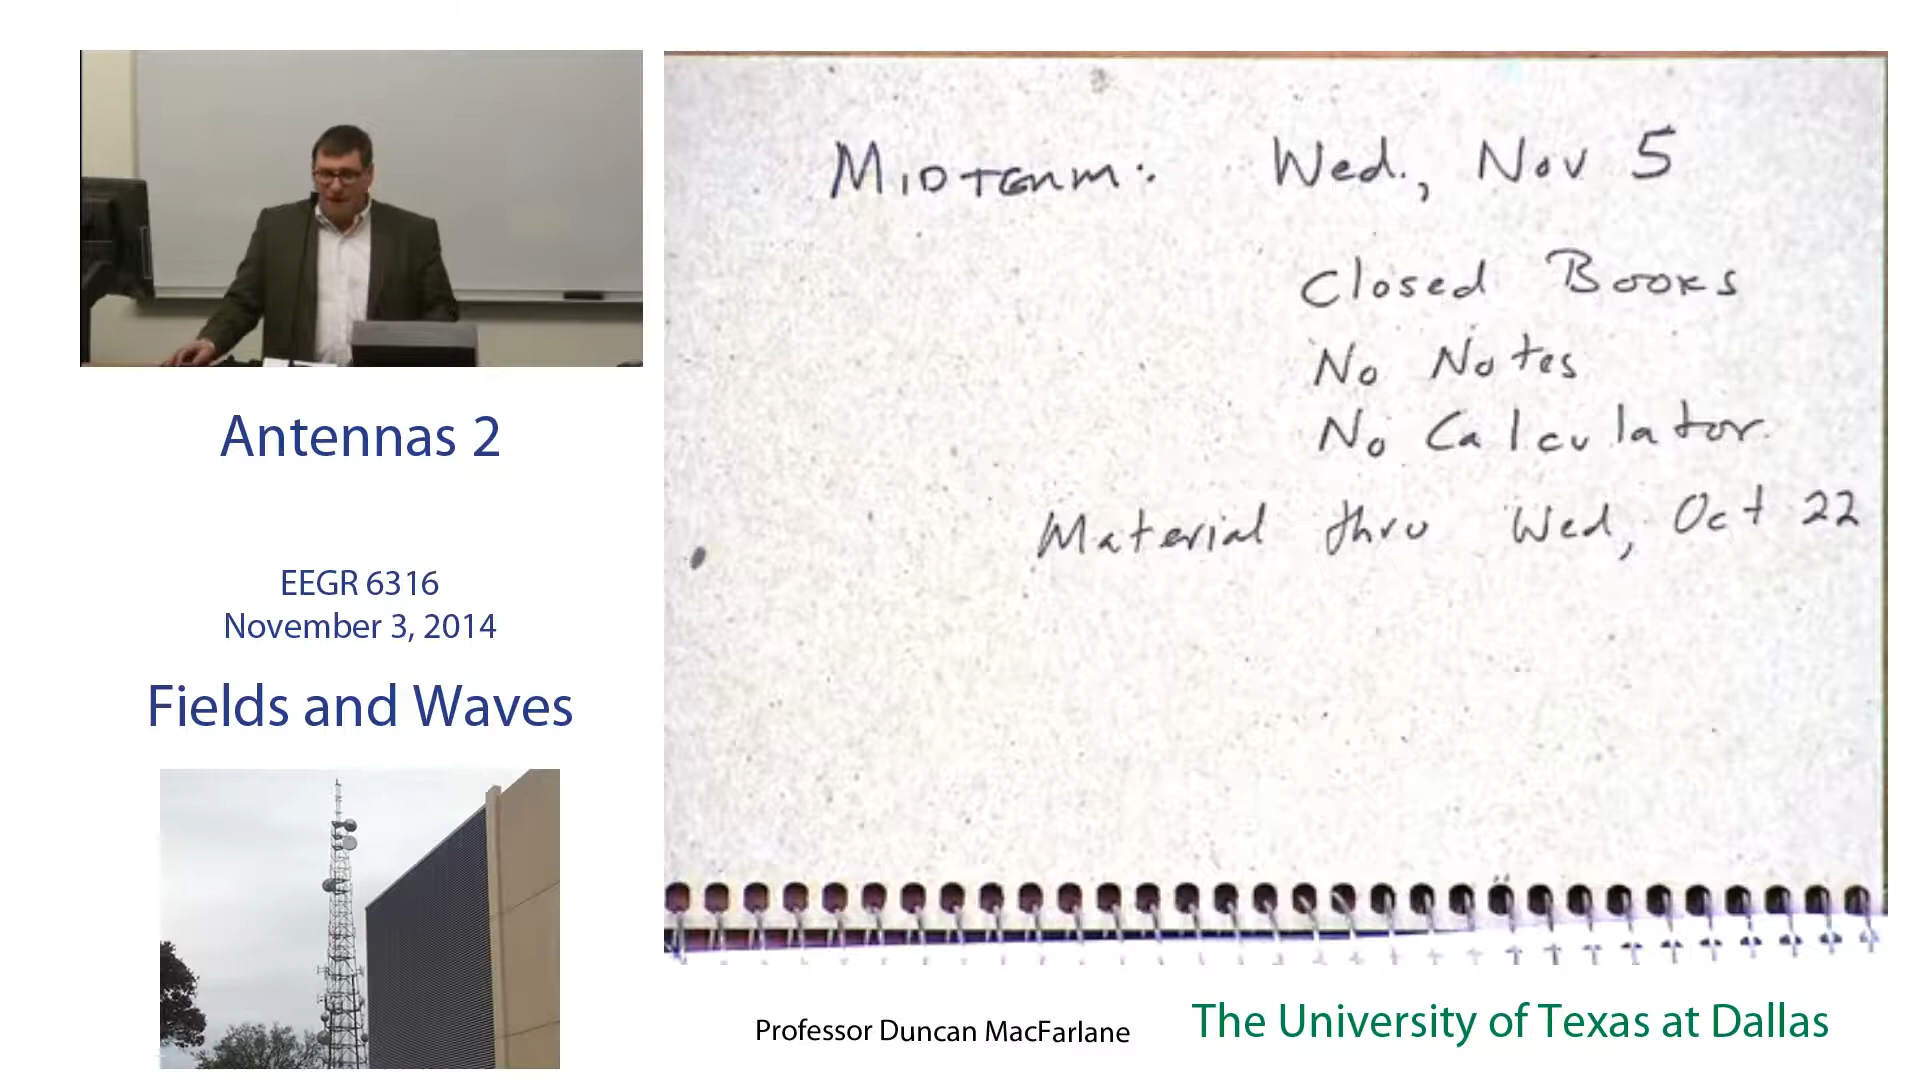 Antennas 2
EEGR 6316
November 3, 2014
Fields and Waves
Midterm: Wed., Nov 5
Closed Books
No Notes
No Calculator.
Material thru Wed, Oct 22
Professor Duncan MacFarlane
The University of Texas at Dallas